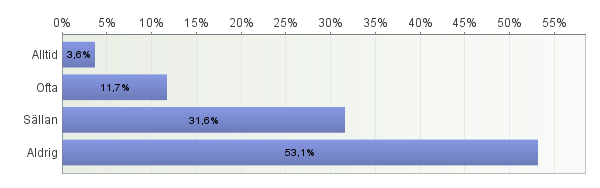 0% 5% 10% 15% 20% 25% 30% 35% 40% 45% 50% 55%
Alltid 3,6%
Ofta 11,7%
Sällan 31,6%
Aldrig 53,1%